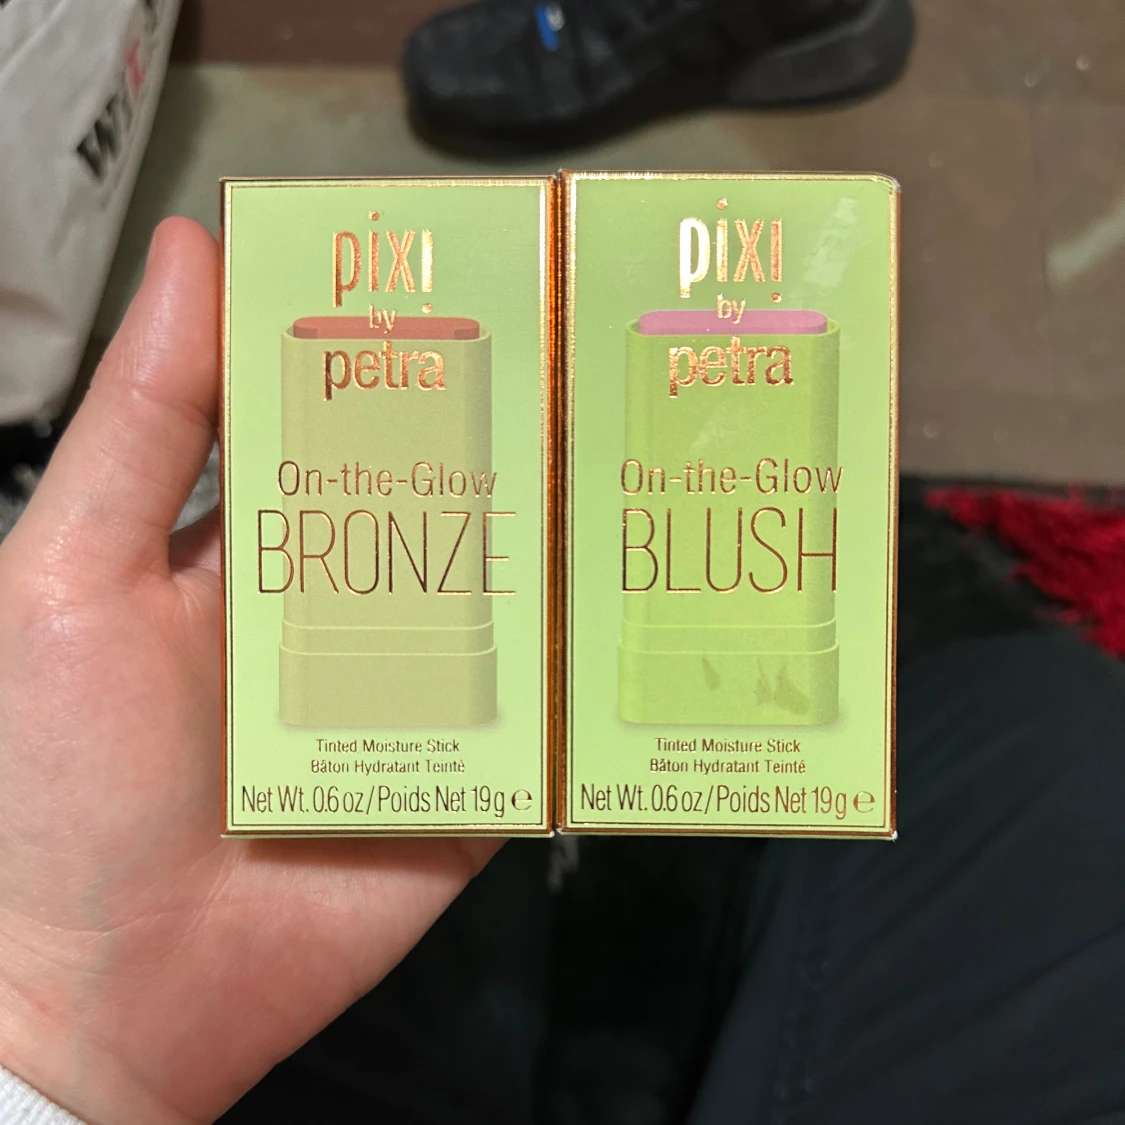 pixi
by
petra
On-the-Glow
BRONZE
Tinted Moisture Stick
Bâton Hydratant Teinté
Net Wt. 0.6 oz/Poids Net 19g e
pixi
by
petra
On-the-Glow
BLUSH
Tinted Moisture Stick
Bâton Hydratant Teinté
Net Wt. 0.6 oz/Poids Net 19g e